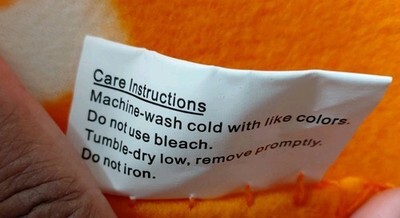 Care Instructions
Machine-wash cold with like colors.
Do not use bleach.
Tumble-dry low, remove promptly.
Do not iron.